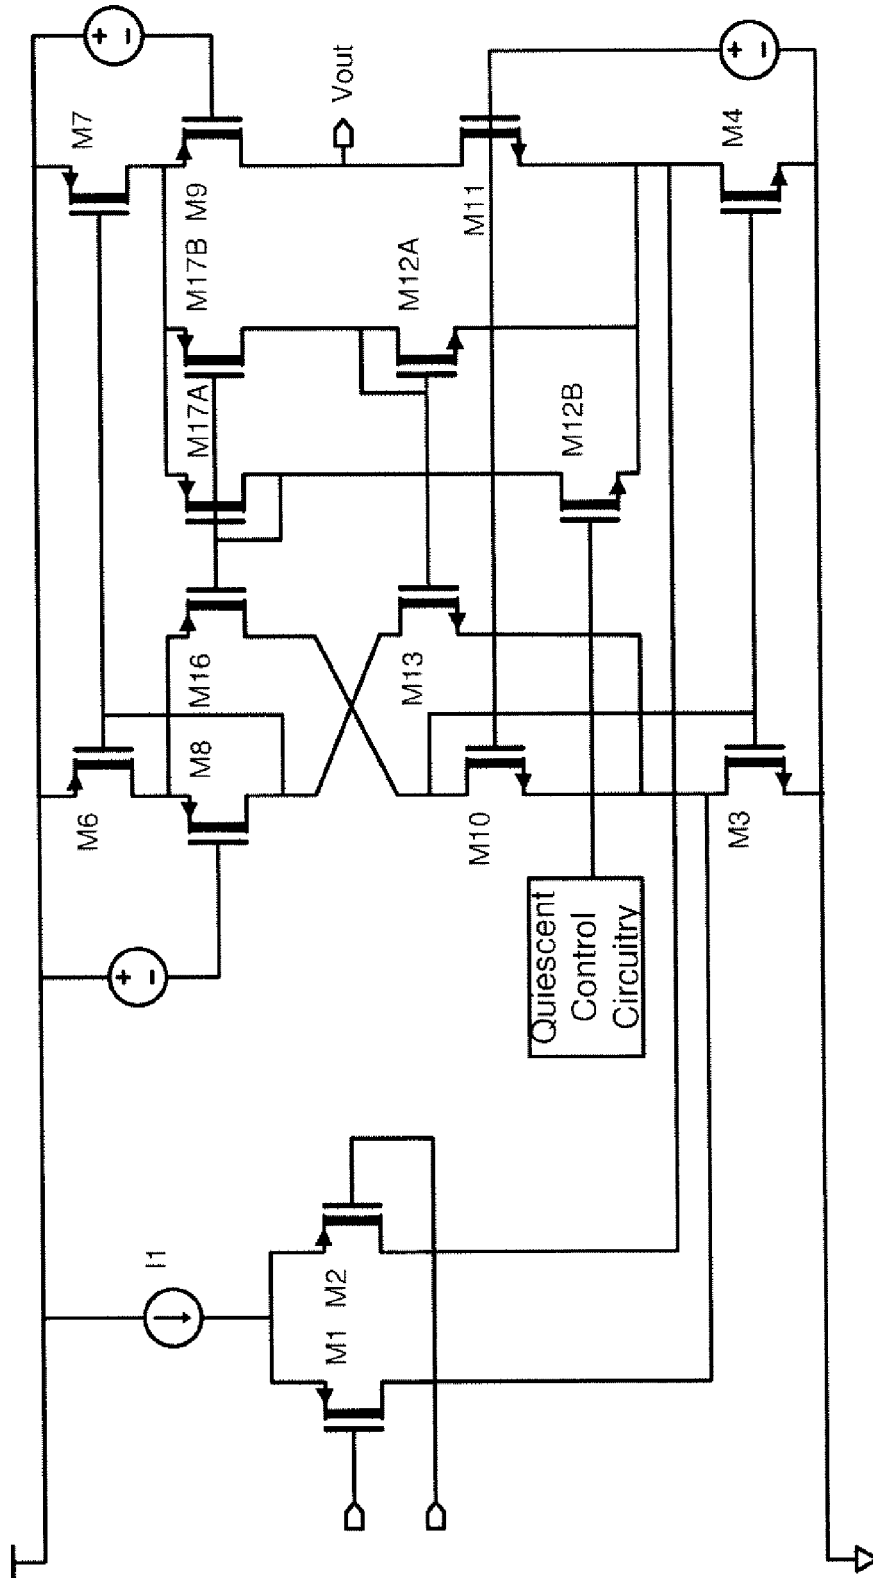 I1
M1
M2
Quiescent
Control
Circuitry
M6
M8
M16
M17A
M17B
M9
M7
Vout
M13
M12A
M12B
M10
M11
M3
M4
+
−
+
−
+
−